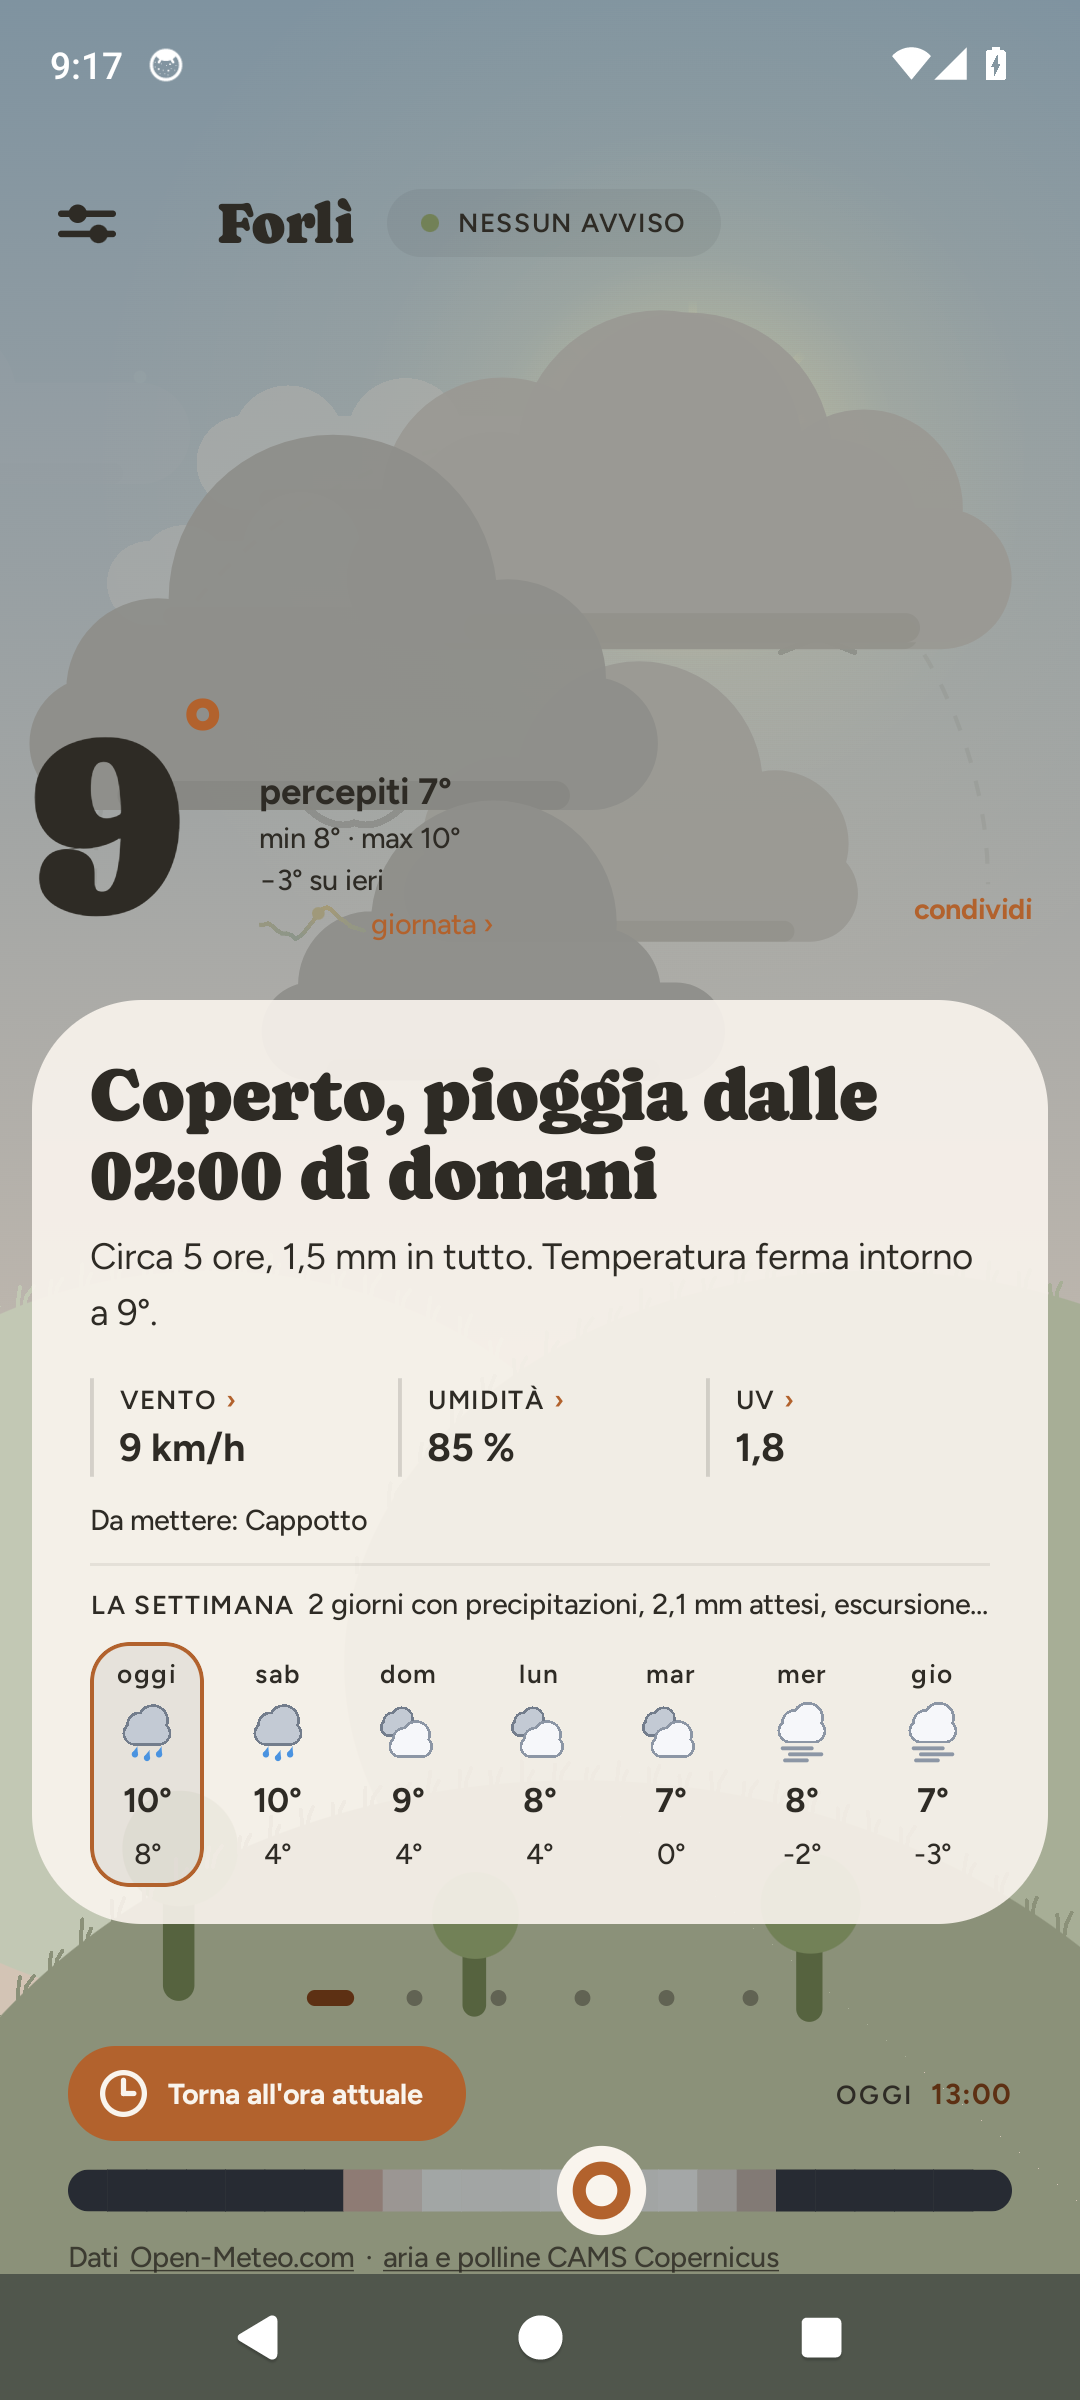 9:17
Forlì
NESSUN AVVISO
9
percepiti 7°
min 8° · max 10°
−3° su ieri
giornata ›
condividi
Coperto, pioggia dalle
02:00 di domani
Circa 5 ore, 1,5 mm in tutto. Temperatura ferma intorno
a 9°.
VENTO › UMIDITÀ › UV ›
9 km/h 85 % 1,8
Da mettere: Cappotto
LA SETTIMANA 2 giorni con precipitazioni, 2,1 mm attesi, escursione…
oggi sab dom lun mar mer gio
10° 10° 9° 8° 7° 8° 7°
8° 4° 4° 4° 0° -2° -3°
Torna all'ora attuale
OGGI 13:00
Dati Open-Meteo.com · aria e polline CAMS Copernicus